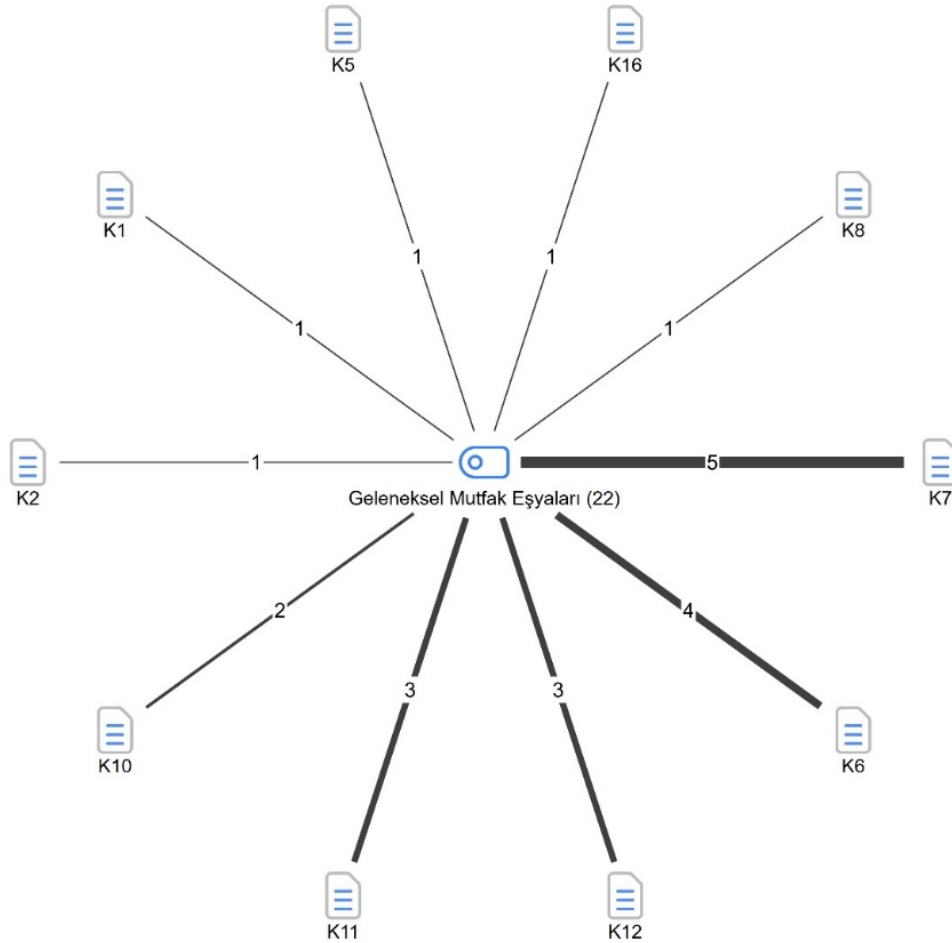 K5
K16
K1
K8
1
1
1
1
K2
1
5
K7
Geleneksel Mutfak Eşyaları (22)
2
4
3
3
K10
K6
K11
K12